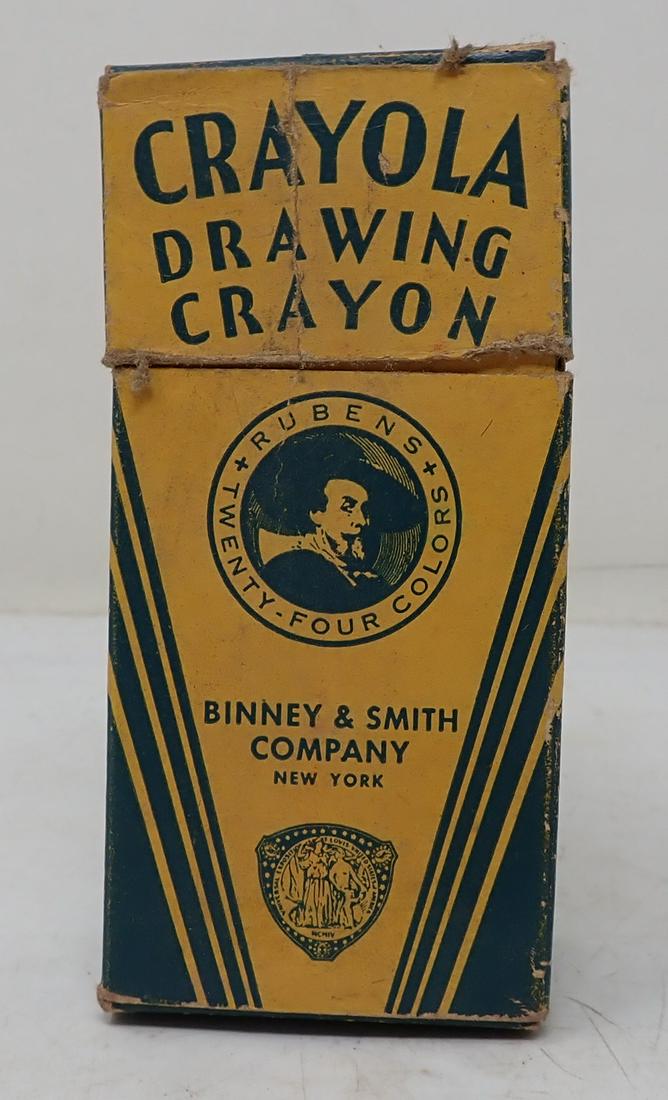 CRAYOLA
DRAWING
CRAYON
RUBENS
TWENTY-FOUR COLORS
BINNEY & SMITH
COMPANY
NEW YORK
MCMIV